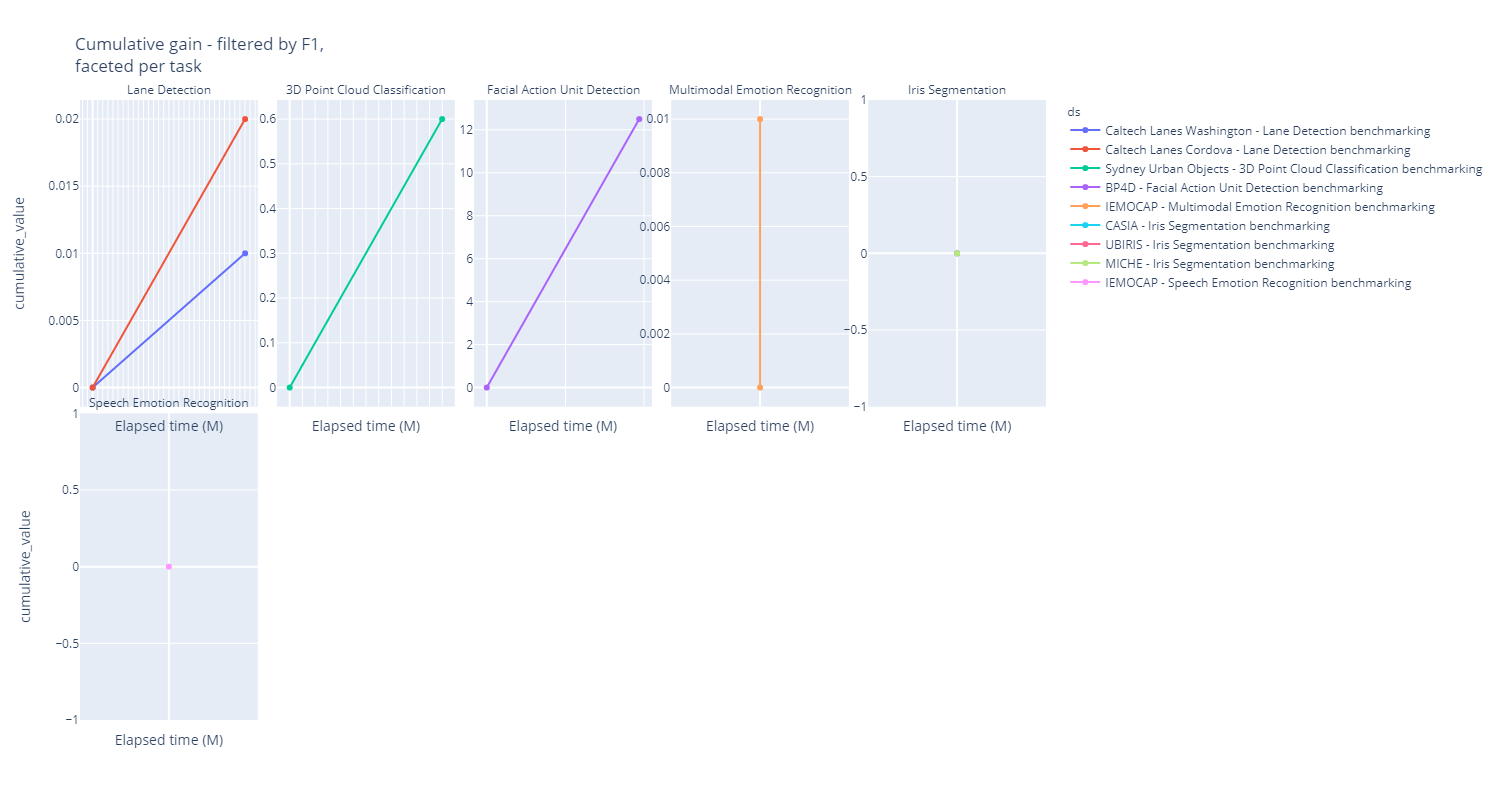 Cumulative gain - filtered by F1,
faceted per task
Lane Detection
3D Point Cloud Classification
Facial Action Unit Detection
Multimodal Emotion Recognition
Iris Segmentation
cumulative_value
0.02
0.015
0.01
0.005
0
0.6
0.5
0.4
0.3
0.2
0.1
0
12
10
8
6
4
2
0
0.01
0.008
0.006
0.004
0.002
0
1
0.5
0
−0.5
−1
ds
Caltech Lanes Washington - Lane Detection benchmarking
Caltech Lanes Cordova - Lane Detection benchmarking
Sydney Urban Objects - 3D Point Cloud Classification benchmarking
BP4D - Facial Action Unit Detection benchmarking
IEMOCAP - Multimodal Emotion Recognition benchmarking
CASIA - Iris Segmentation benchmarking
UBIRIS - Iris Segmentation benchmarking
MICHE - Iris Segmentation benchmarking
IEMOCAP - Speech Emotion Recognition benchmarking
Elapsed time (M)
Elapsed time (M)
Elapsed time (M)
Elapsed time (M)
Elapsed time (M)
Speech Emotion Recognition
cumulative_value
1
0.5
0
−0.5
−1
Elapsed time (M)